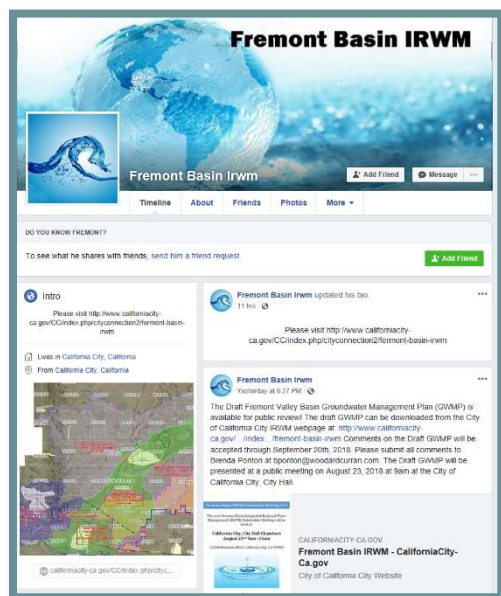 Fremont Basin IRWM
Fremont Basin Irwm
Add Friend
Message
Timeline About Friends Photos More
DO YOU KNOW FREMONT?
To see what he shares with friends, send him a friend request.
Add Friend
Intro
Please visit http://www.californiacity-
ca.gov/CC/index.php/cityconnection2/fermont-basin-
irwm
Lives in California City, California
From California City, California
californiacity-ca.gov/CC/index.php/cityc...
Fremont Basin Irwm updated his bio.
11 hrs ·
Please visit http://www.californiacity-
ca.gov/CC/index.php/cityconnection2/fermont-basin-irwm
Fremont Basin Irwm
Yesterday at 6:27 PM ·
The Draft Fremont Valley Basin Groundwater Management Plan (GWMP) is
available for public review! The draft GWMP can be downloaded from the City
of California City IRWM webpage at: http://www.californiacity-
ca.gov/…/index…/fremont-basin-irwm Comments on the Draft GWMP will be
accepted through September 20th, 2018. Please submit all comments to
Brenda Ponton at bponton@woodardcurran.com. The Draft GWMP will be
presented at a public meeting on August 23, 2018 at 9am at the City of
California City, City Hall.
California City, City Hall Chambers
CALIFORNIACITY-CA.GOV
Fremont Basin IRWM - CaliforniaCity-
Ca.gov
City of California City Website